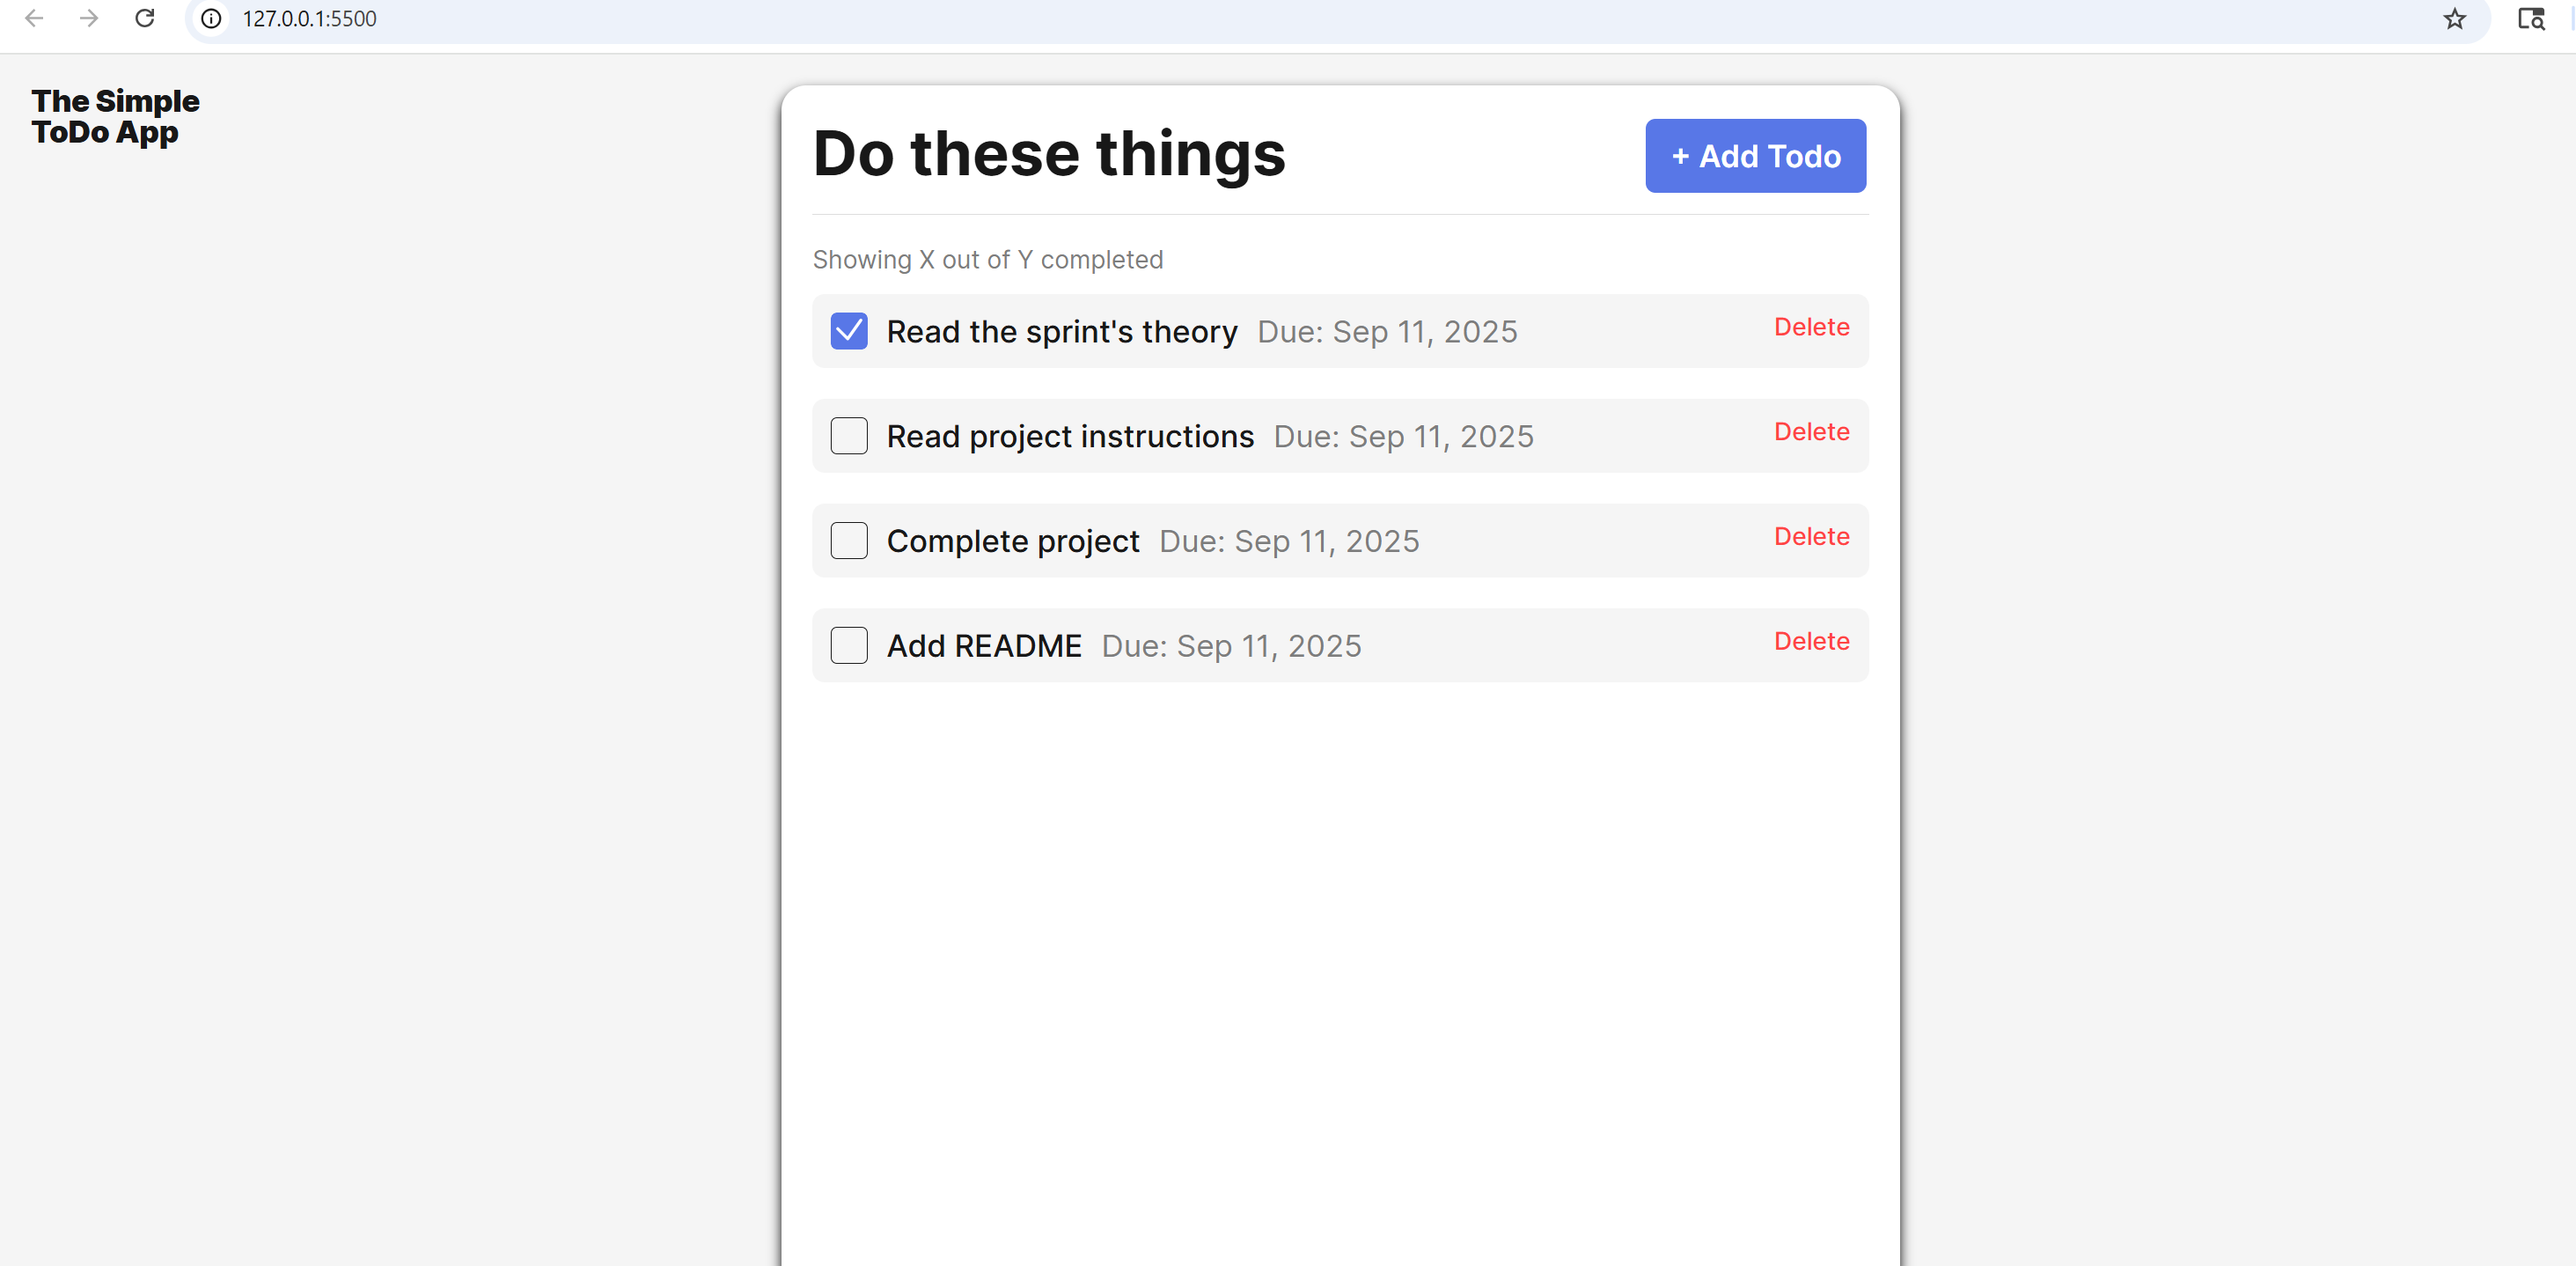 127.0.0.1:5500
The Simple
ToDo App
Do these things
+ Add Todo
Showing X out of Y completed
Read the sprint's theory Due: Sep 11, 2025 Delete
Read project instructions Due: Sep 11, 2025 Delete
Complete project Due: Sep 11, 2025 Delete
Add README Due: Sep 11, 2025 Delete